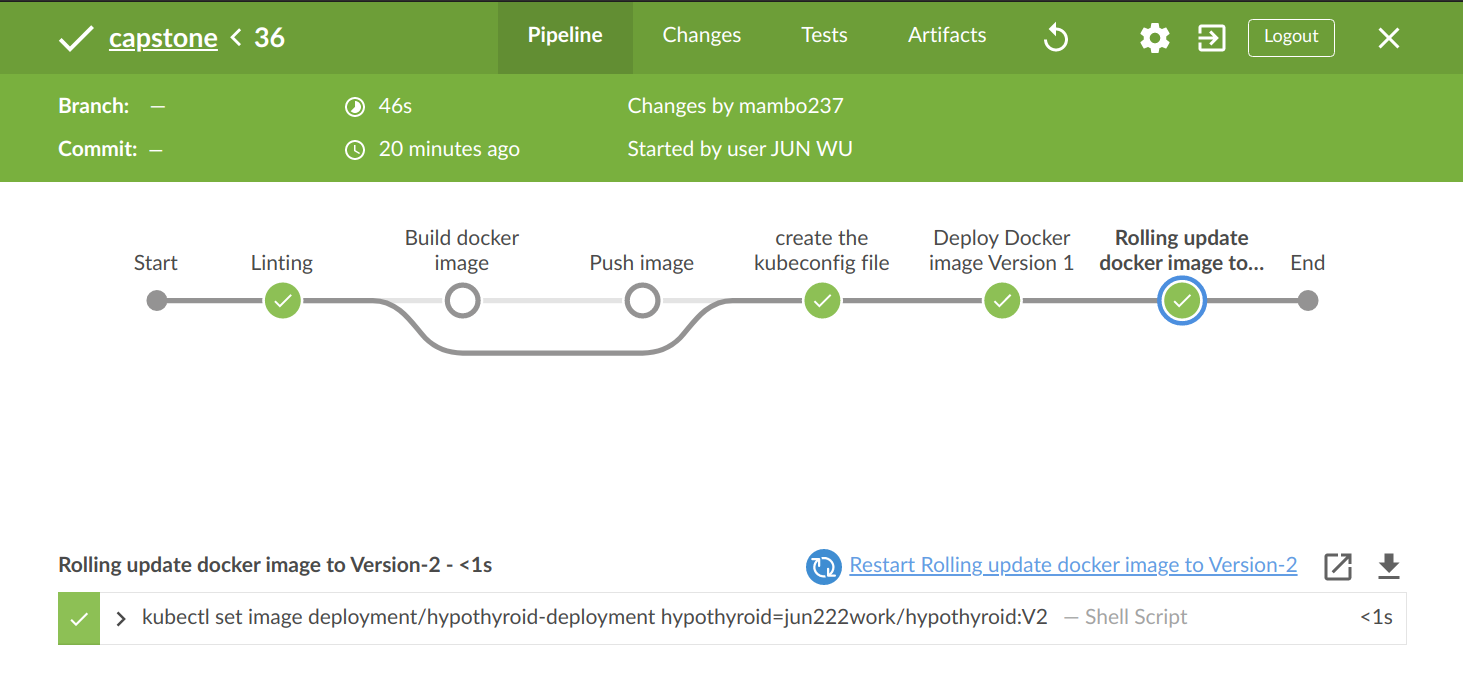 capstone < 36
Pipeline
Changes
Tests
Artifacts
Logout
Branch: —
46s
Changes by mambo237
Commit: —
20 minutes ago
Started by user JUN WU
Start
Linting
Build docker
image
Push image
create the
kubeconfig file
Deploy Docker
image Version 1
Rolling update
docker image to...
End
Rolling update docker image to Version-2 - <1s
Restart Rolling update docker image to Version-2
kubectl set image deployment/hypothyroid-deployment hypothyroid=jun222work/hypothyroid:V2 — Shell Script
<1s